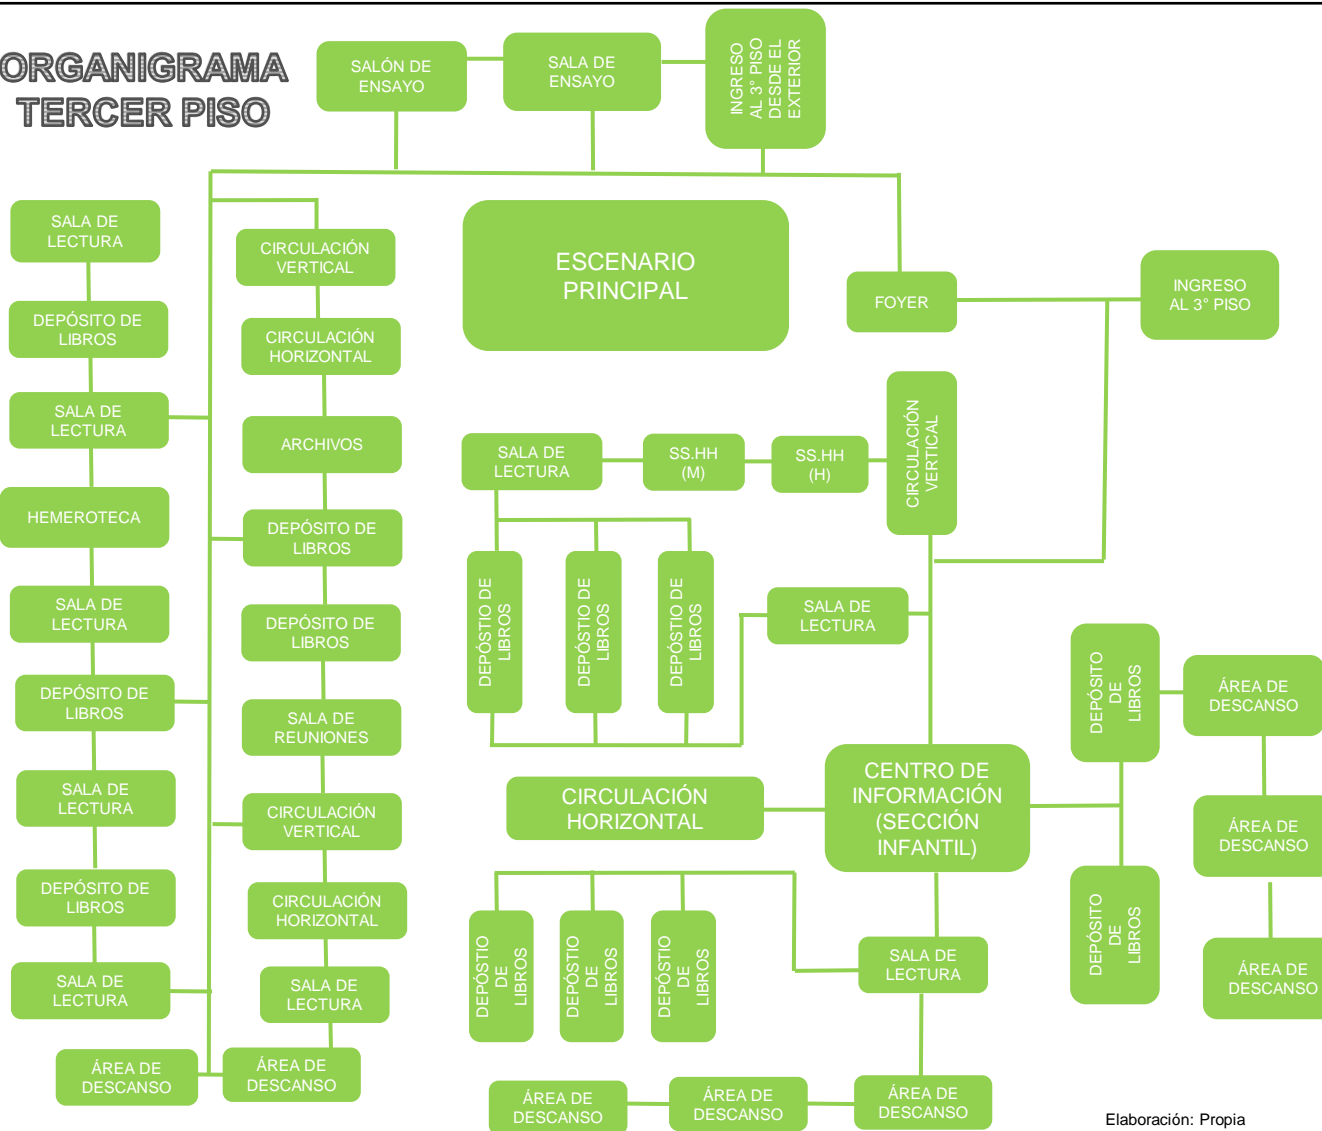 ORGANIGRAMA
TERCER PISO
SALÓN DE
ENSAYO
SALA DE
ENSAYO
INGRESO
AL 3° PISO
DESDE EL
EXTERIOR
SALA DE
LECTURA
DEPÓSITO DE
LIBROS
SALA DE
LECTURA
HEMEROTECA
SALA DE
LECTURA
DEPÓSITO DE
LIBROS
SALA DE
LECTURA
DEPÓSITO DE
LIBROS
SALA DE
LECTURA
ÁREA DE
DESCANSO
CIRCULACIÓN
VERTICAL
CIRCULACIÓN
HORIZONTAL
ARCHIVOS
DEPÓSITO DE
LIBROS
DEPÓSITO DE
LIBROS
SALA DE
REUNIONES
CIRCULACIÓN
VERTICAL
CIRCULACIÓN
HORIZONTAL
SALA DE
LECTURA
ÁREA DE
DESCANSO
ESCENARIO
PRINCIPAL
FOYER
INGRESO
AL 3° PISO
SALA DE
LECTURA
SS.HH
(M)
SS.HH
(H)
CIRCULACIÓN
VERTICAL
DEPÓSTIO DE
LIBROS
DEPÓSTIO DE
LIBROS
DEPÓSTIO DE
LIBROS
SALA DE
LECTURA
CIRCULACIÓN
HORIZONTAL
CENTRO DE
INFORMACIÓN
(SECCIÓN
INFANTIL)
DEPÓSITO
DE
LIBROS
ÁREA DE
DESCANSO
ÁREA DE
DESCANSO
DEPÓSITO
DE
LIBROS
ÁREA DE
DESCANSO
DEPÓSTIO
DE
LIBROS
DEPÓSTIO
DE
LIBROS
DEPÓSTIO
DE
LIBROS
SALA DE
LECTURA
ÁREA DE
DESCANSO
ÁREA DE
DESCANSO
ÁREA DE
DESCANSO
Elaboración: Propia